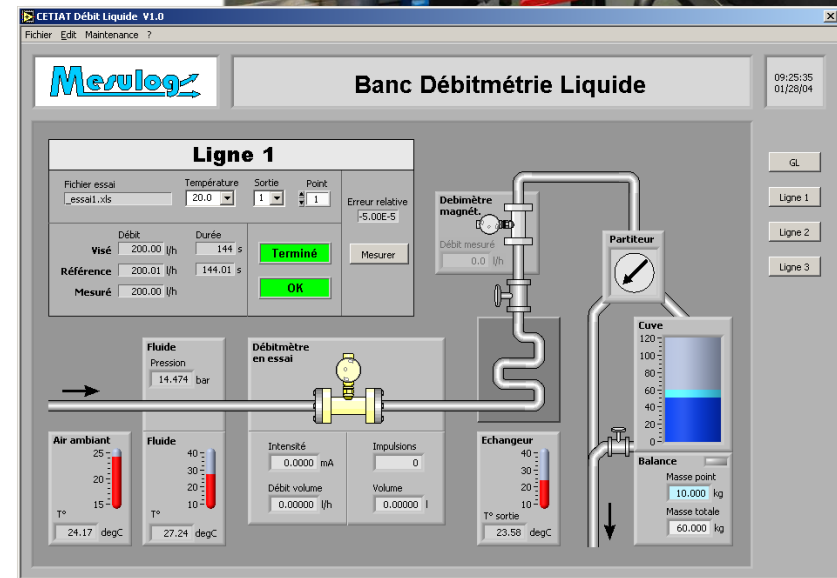 CETIAT Débit Liquide V1.0
Fichier Edit Maintenance ?
Mesulog
Banc Débitmétrie Liquide
09:25:35
01/28/04
Ligne 1
Fichier essai
_essai1.xls
Température
20.0
Sortie
1
Point
1
Erreur relative
-5.00E-5
Débit
Durée
Visé 200.00 l/h 144 s
Référence 200.01 l/h 144.01 s
Mesuré 200.00 l/h
Terminé
OK
Mesurer
GL
Ligne 1
Ligne 2
Ligne 3
Debimètre
magnét.
Débit mesuré
0.0 l/h
Partiteur
Fluide
Pression
14.474 bar
Débitmètre
en essai
Intensité
0.0000 mA
Impulsions
0
Débit volume
0.00000 l/h
Volume
0.00000 l
Air ambiant
25
20
15
T°
24.17 degC
Fluide
40
30
20
10
T°
27.24 degC
Echangeur
40
30
20
10
T° sortie
23.58 degC
Cuve
120
100
80
60
40
20
0
Balance
Masse point
10.000 kg
Masse totale
60.000 kg